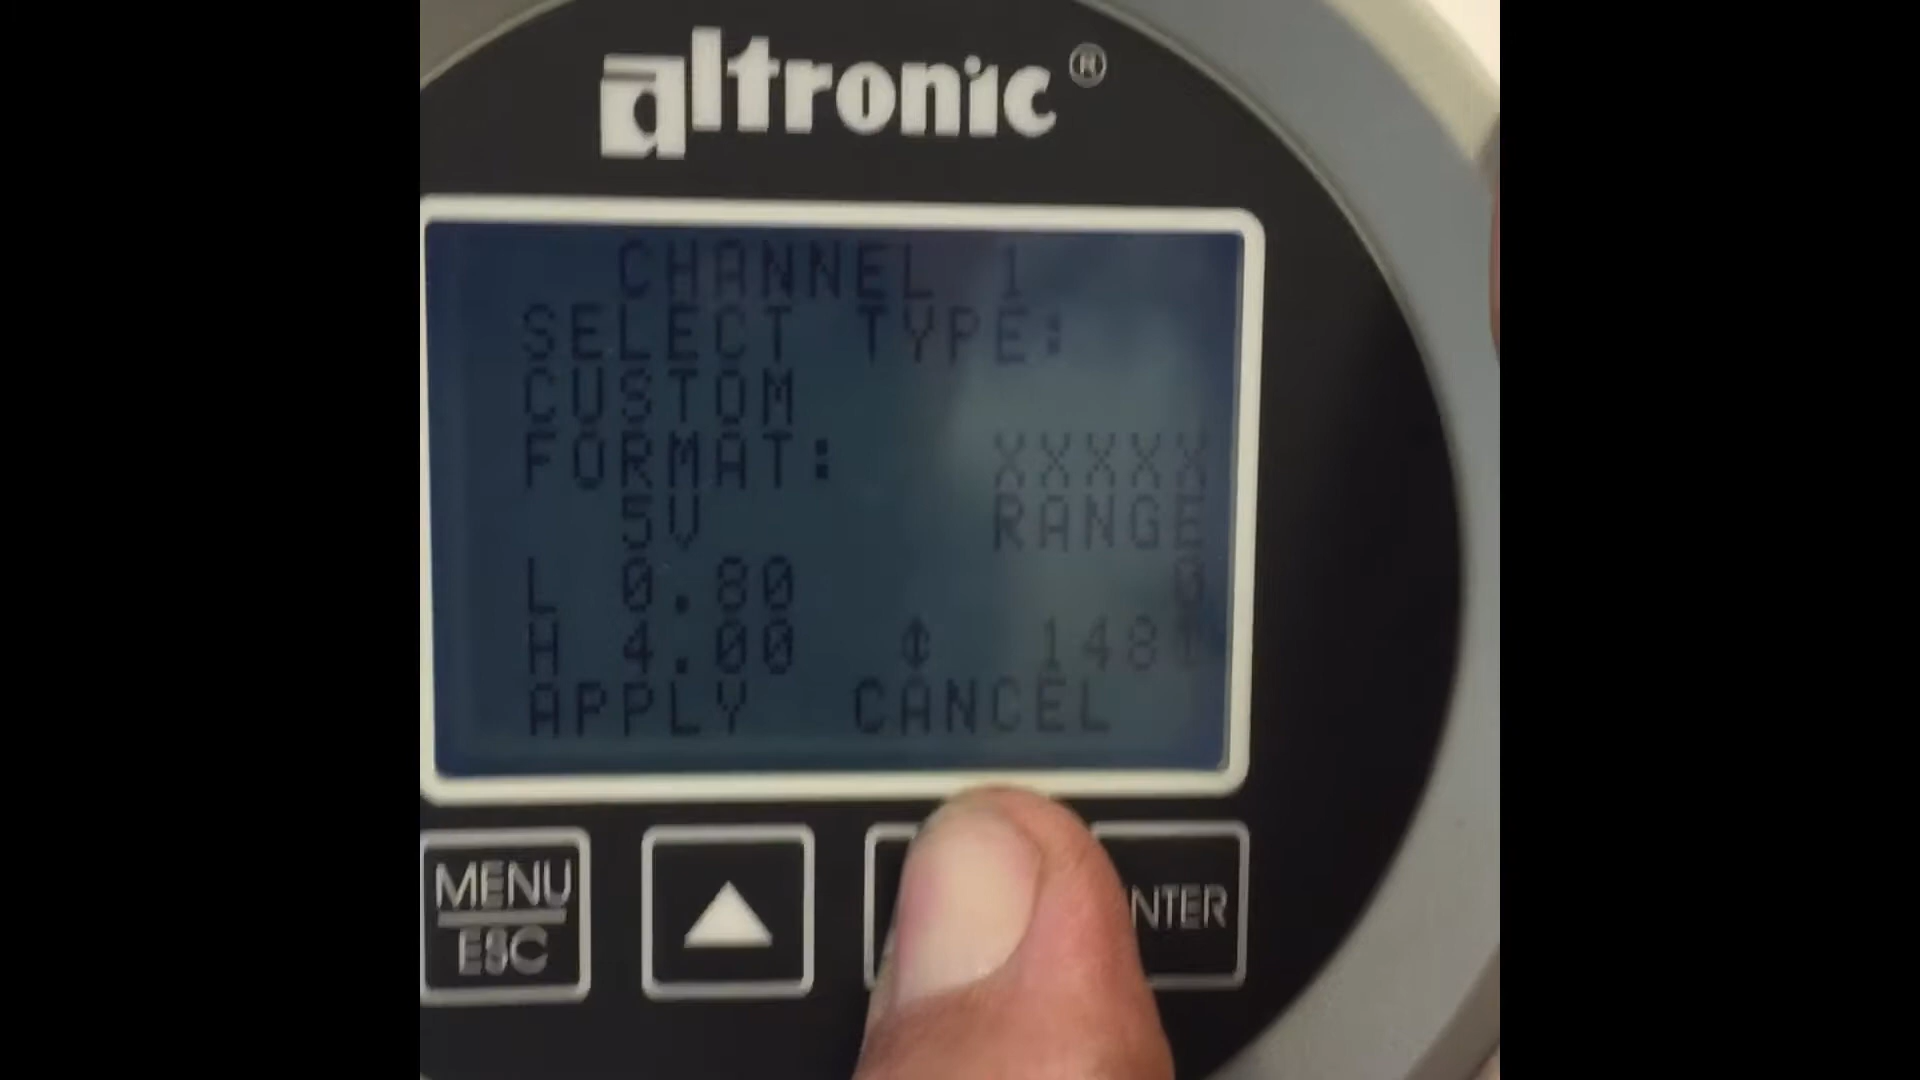 altronic®
CHANNEL 1
SELECT TYPE:
CUSTOM
FORMAT: XXXXX
5V RANGE
L 0.80 0
H 4.00 ↕
APPLY CANCEL
MENU
ESC
NTER